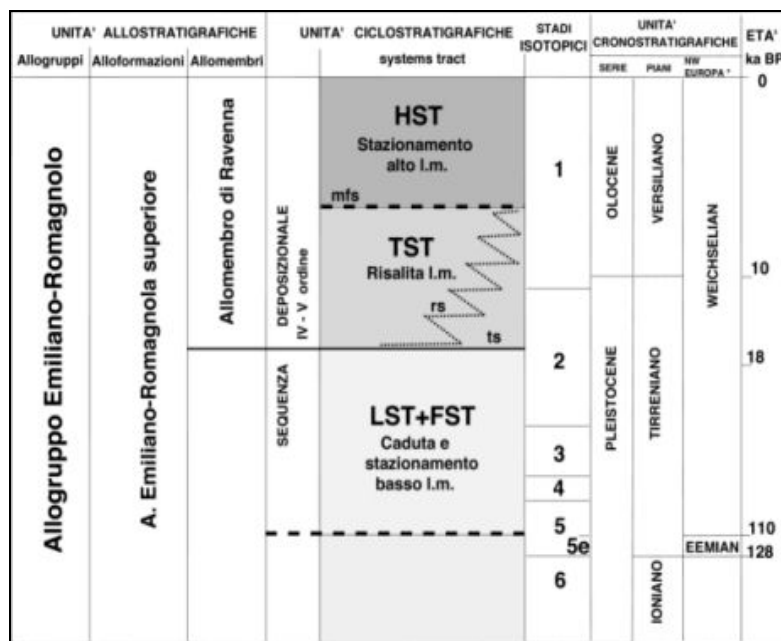 UNITA' ALLOSTRATIGRAFICHE
Allogruppi
Alloformazioni
Allomembri
UNITA' CICLOSTRATIGRAFICHE
systems tract
STADI
ISOTOPICI
UNITA'
CRONOSTRATIGRAFICHE
SERIE
PIANI
NW
EUROPA *
ETA'
ka BP
Allogruppo Emiliano-Romagnolo
A. Emiliano-Romagnola superiore
Allomembro di Ravenna
SEQUENZA
DEPOSIZIONALE
IV - V ordine
HST
Stazionamento
alto l.m.
mfs
TST
Risalita l.m.
rs
ts
LST+FST
Caduta e
stazionamento
basso l.m.
1
2
3
4
5
5e
6
OLOCENE
PLEISTOCENE
VERSILIANO
TIRRENIANO
IONIANO
WEICHSELIAN
EEMIAN
0
10
18
110
128